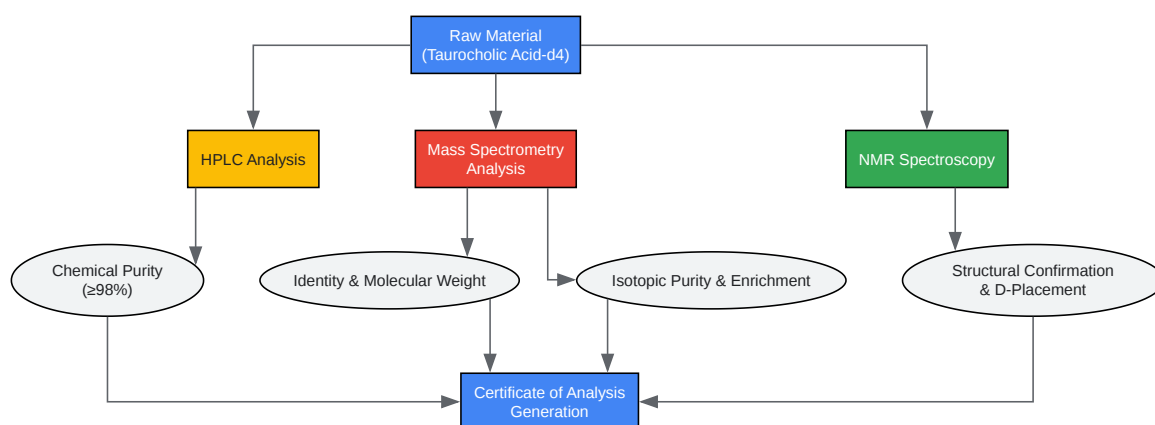 Raw Material
(Taurocholic Acid-d4)
HPLC Analysis
Mass Spectrometry
Analysis
NMR Spectroscopy
Chemical Purity
(≥98%)
Identity & Molecular Weight
Isotopic Purity & Enrichment
Structural Confirmation
& D-Placement
Certificate of Analysis
Generation